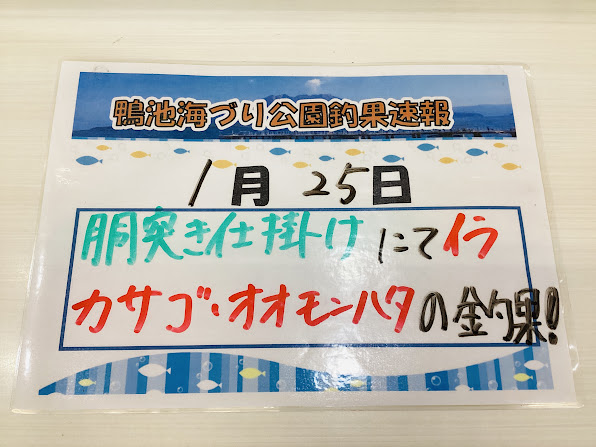 鴨池海づり公園釣果速報
1月25日
胴突き仕掛けにてイラ
カサゴ・オオモンハタの釣果!